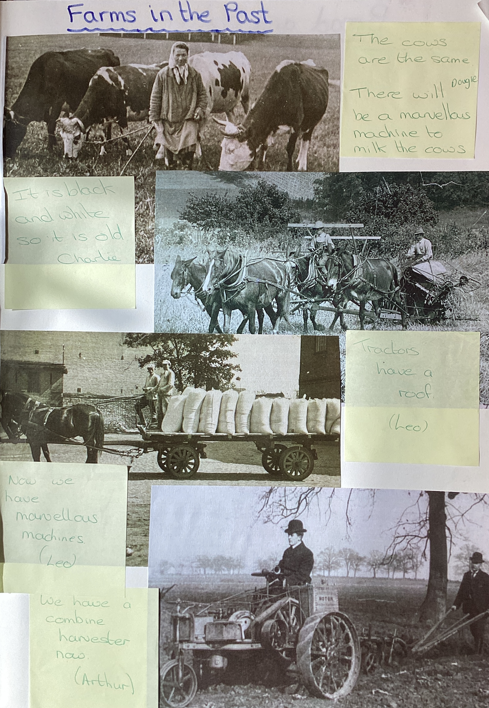 Farms in the Past
The cows
are the same
Dougie
There will
be a marvellous
machine to
milk the cows
It is black
and white
so it is old
Charlie
Tractors
have a
roof
(Leo)
Now we
have
marvellous
machines
(Leo)
We have a
combine
harvester
now
(Arthur)